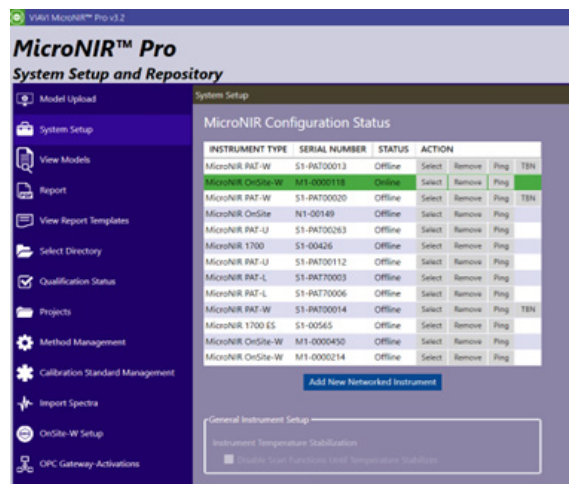 VIAVI MicroNIR™ Pro v3.2
MicroNIR™ Pro
System Setup and Repository
Model Upload
System Setup
View Models
Report
View Report Templates
Select Directory
Qualification Status
Projects
Method Management
Calibration Standard Management
Import Spectra
OnSite-W Setup
OPC Gateway-Activations
System Setup
MicroNIR Configuration Status
INSTRUMENT TYPE SERIAL NUMBER STATUS ACTION
MicroNIR PAT-W S1-PAT00013 Offline Select Remove Ping TBN
MicroNIR OnSite-W M1-0000118 Online Select Remove Ping
MicroNIR PAT-W S1-PAT00020 Offline Select Remove Ping TBN
MicroNIR OnSite N1-00149 Offline Select Remove Ping
MicroNIR PAT-U S1-PAT00263 Offline Select Remove Ping
MicroNIR 1700 S1-00426 Offline Select Remove Ping
MicroNIR PAT-U S1-PAT00112 Offline Select Remove Ping
MicroNIR PAT-L S1-PAT70003 Offline Select Remove Ping
MicroNIR PAT-L S1-PAT70006 Offline Select Remove Ping
MicroNIR PAT-W S1-PAT00014 Offline Select Remove Ping TBN
MicroNIR 1700 ES S1-00565 Offline Select Remove Ping
MicroNIR OnSite-W M1-0000450 Offline Select Remove Ping
MicroNIR OnSite-W M1-0000214 Offline Select Remove Ping
Add New Networked Instrument
General Instrument Setup
Instrument Temperature Stabilization
Disable Scan Functions Until Temperature Stabilizes